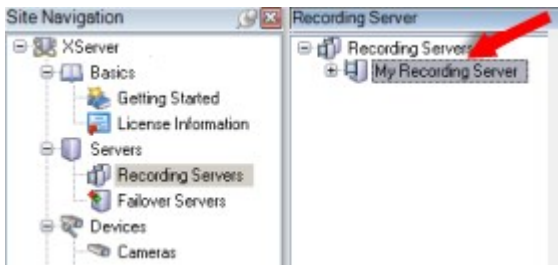 Site Navigation
XServer
Basics
Getting Started
License Information
Servers
Recording Servers
Failover Servers
Devices
Cameras
Recording Server
Recording Servers
My Recording Server